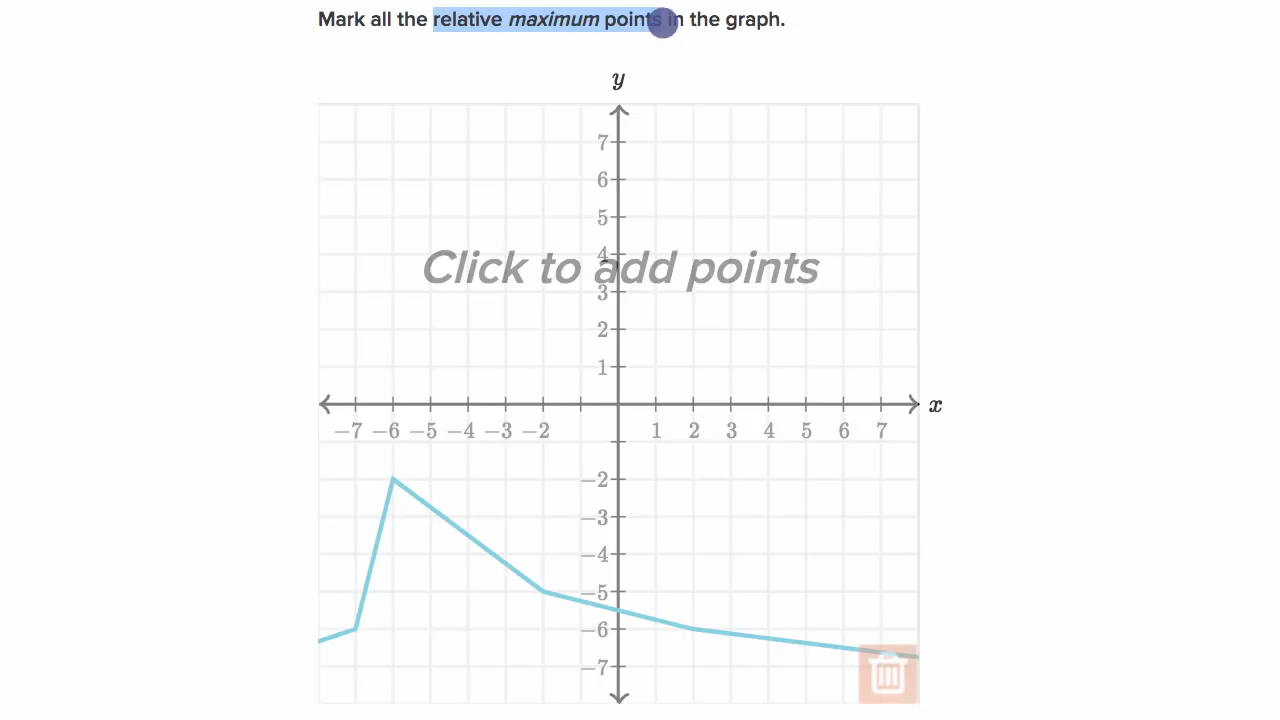 Mark all the relative maximum points in the graph.
y
7
6
5
4
Click to add points
3
2
1
x
−7 −6 −5 −4 −3 −2 1 2 3 4 5 6 7
−2
−3
−4
−5
−6
−7